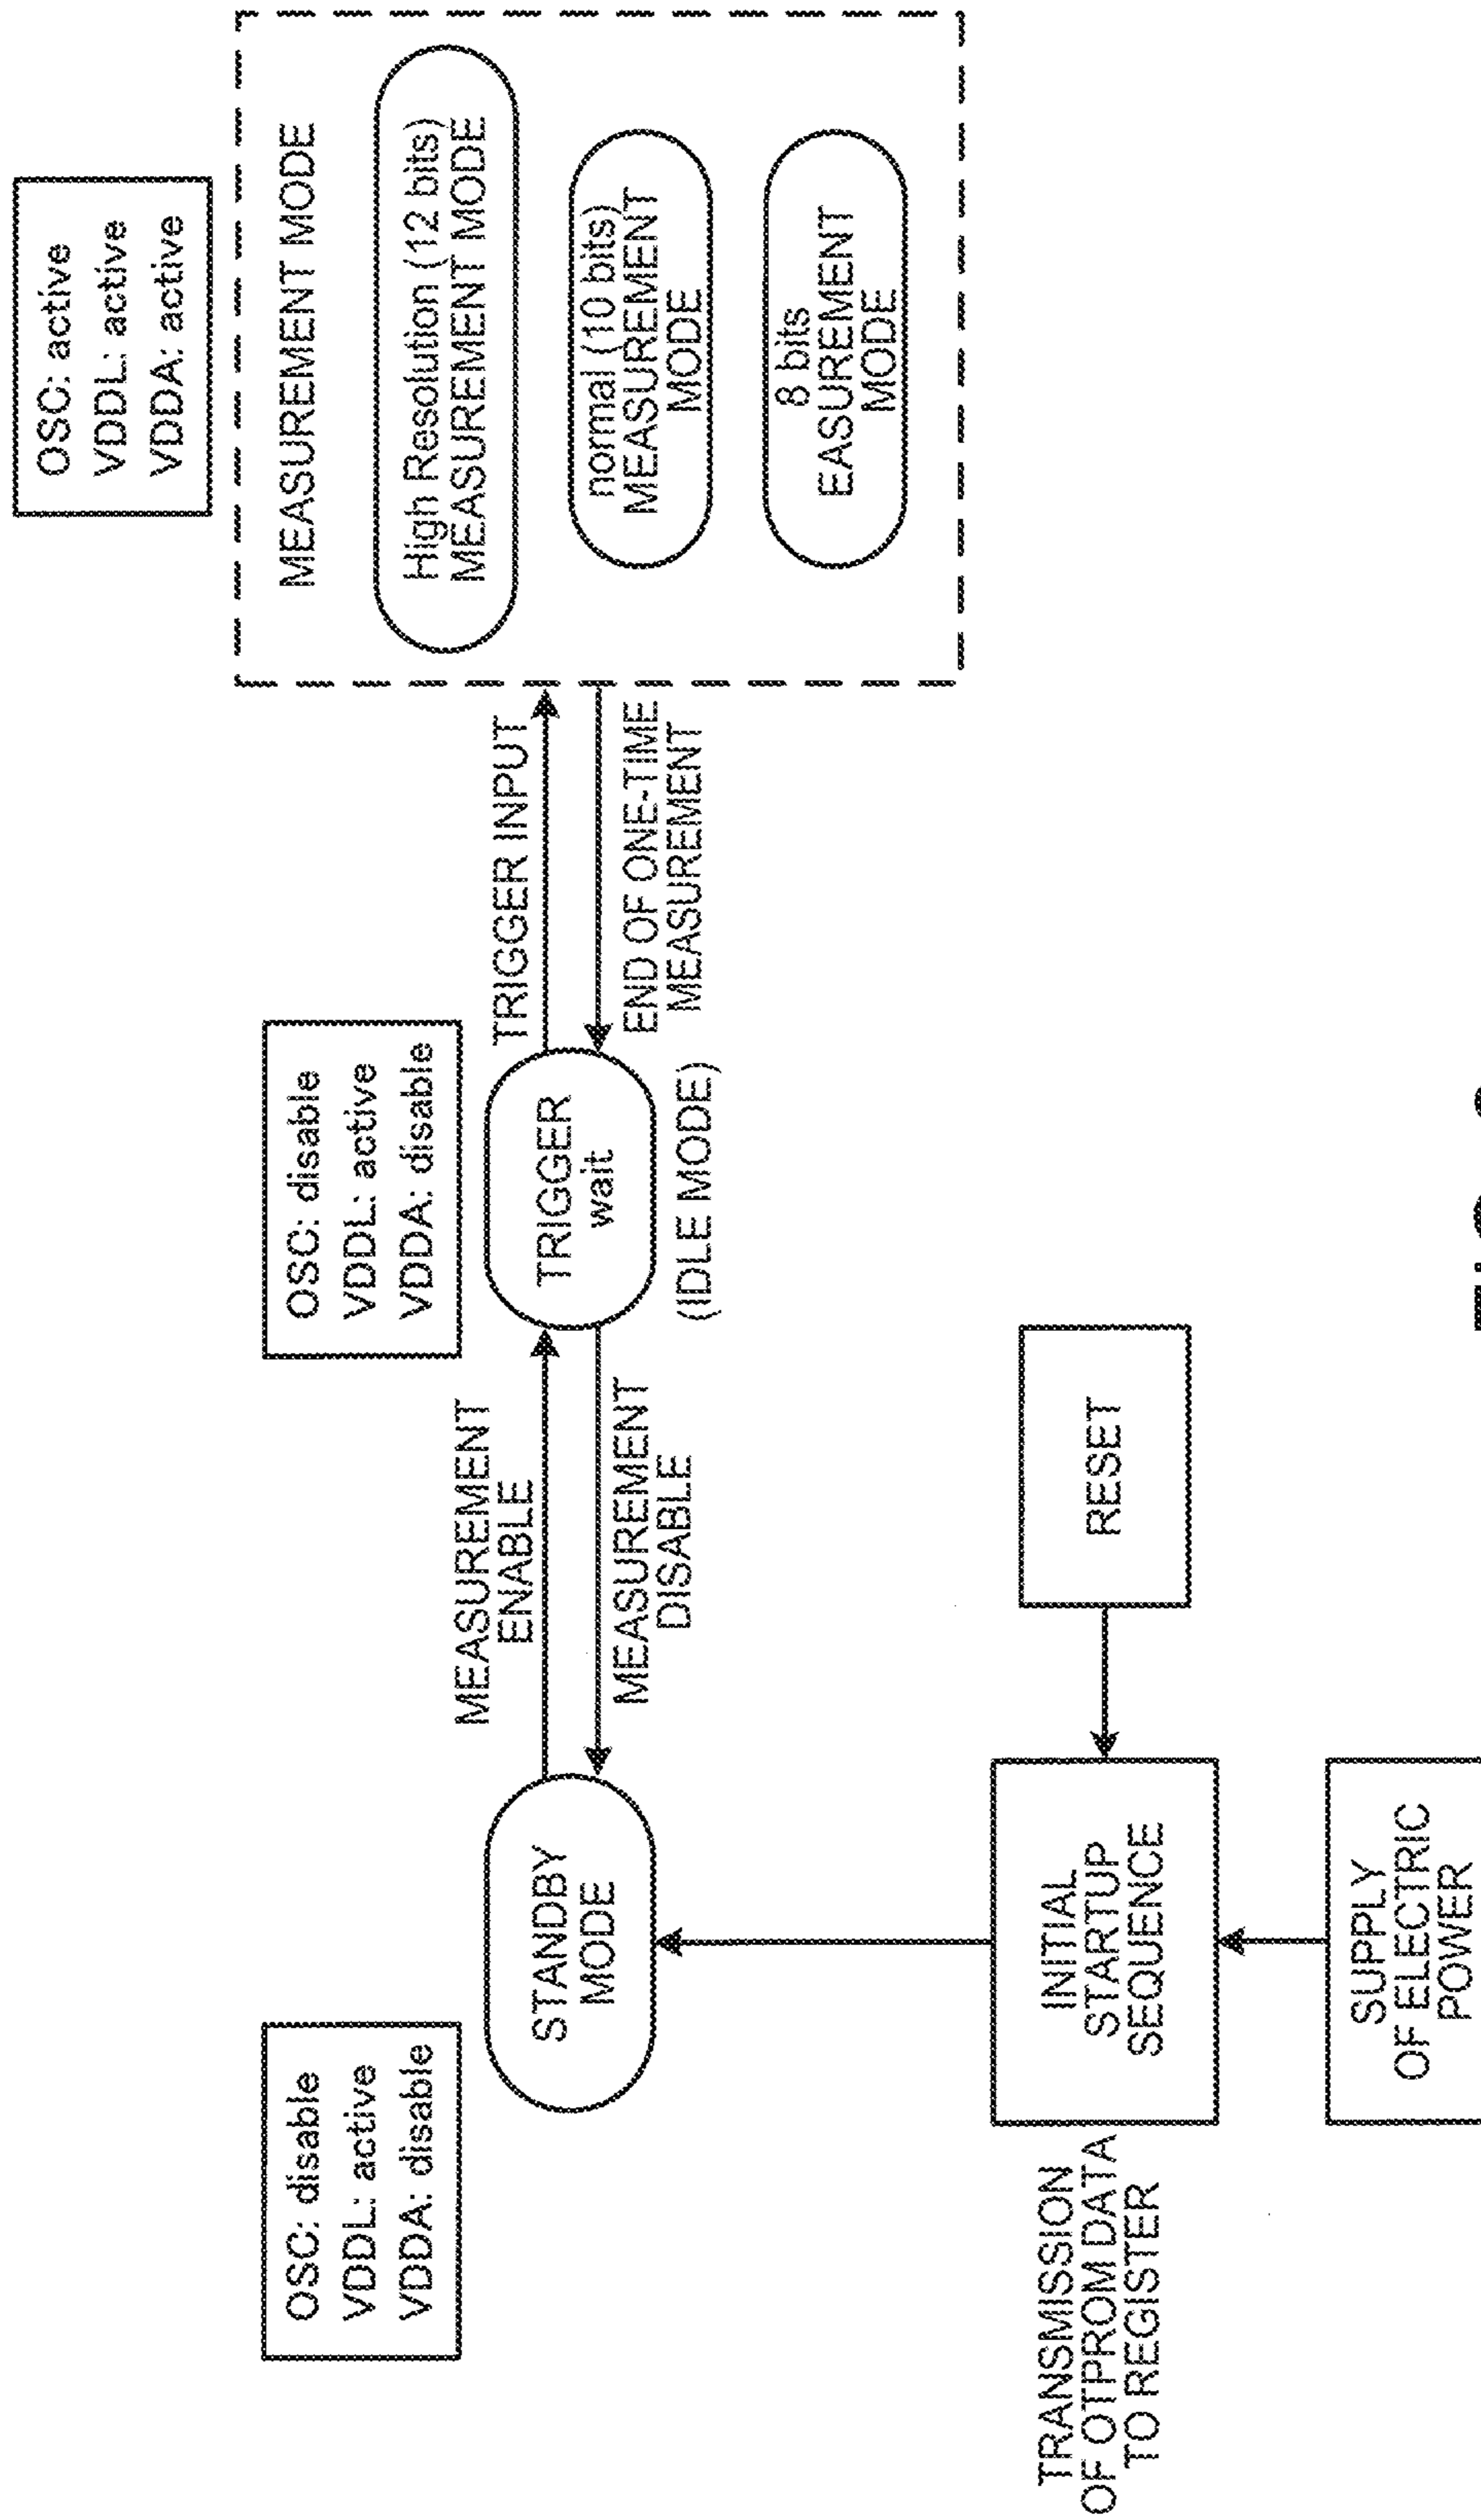 OSC: active
VDDL: active
VDDA: active
MEASUREMENT MODE
High Resolution (12 bits)
MEASUREMENT MODE
normal (10 bits)
MEASUREMENT
MODE
8 bits
EASUREMENT
MODE
TRIGGER INPUT
END OF ONE-TIME
MEASUREMENT
OSC: disable
VDDL: active
VDDA: disable
TRIGGER
wait
(IDLE MODE)
MEASUREMENT
ENABLE
MEASUREMENT
DISABLE
OSC: disable
VDDL: active
VDDA: disable
STANDBY
MODE
RESET
INITIAL
STARTUP
SEQUENCE
TRANSMISSION
OF OTPROM DATA
TO REGISTER
SUPPLY
OF ELECTRIC
POWER